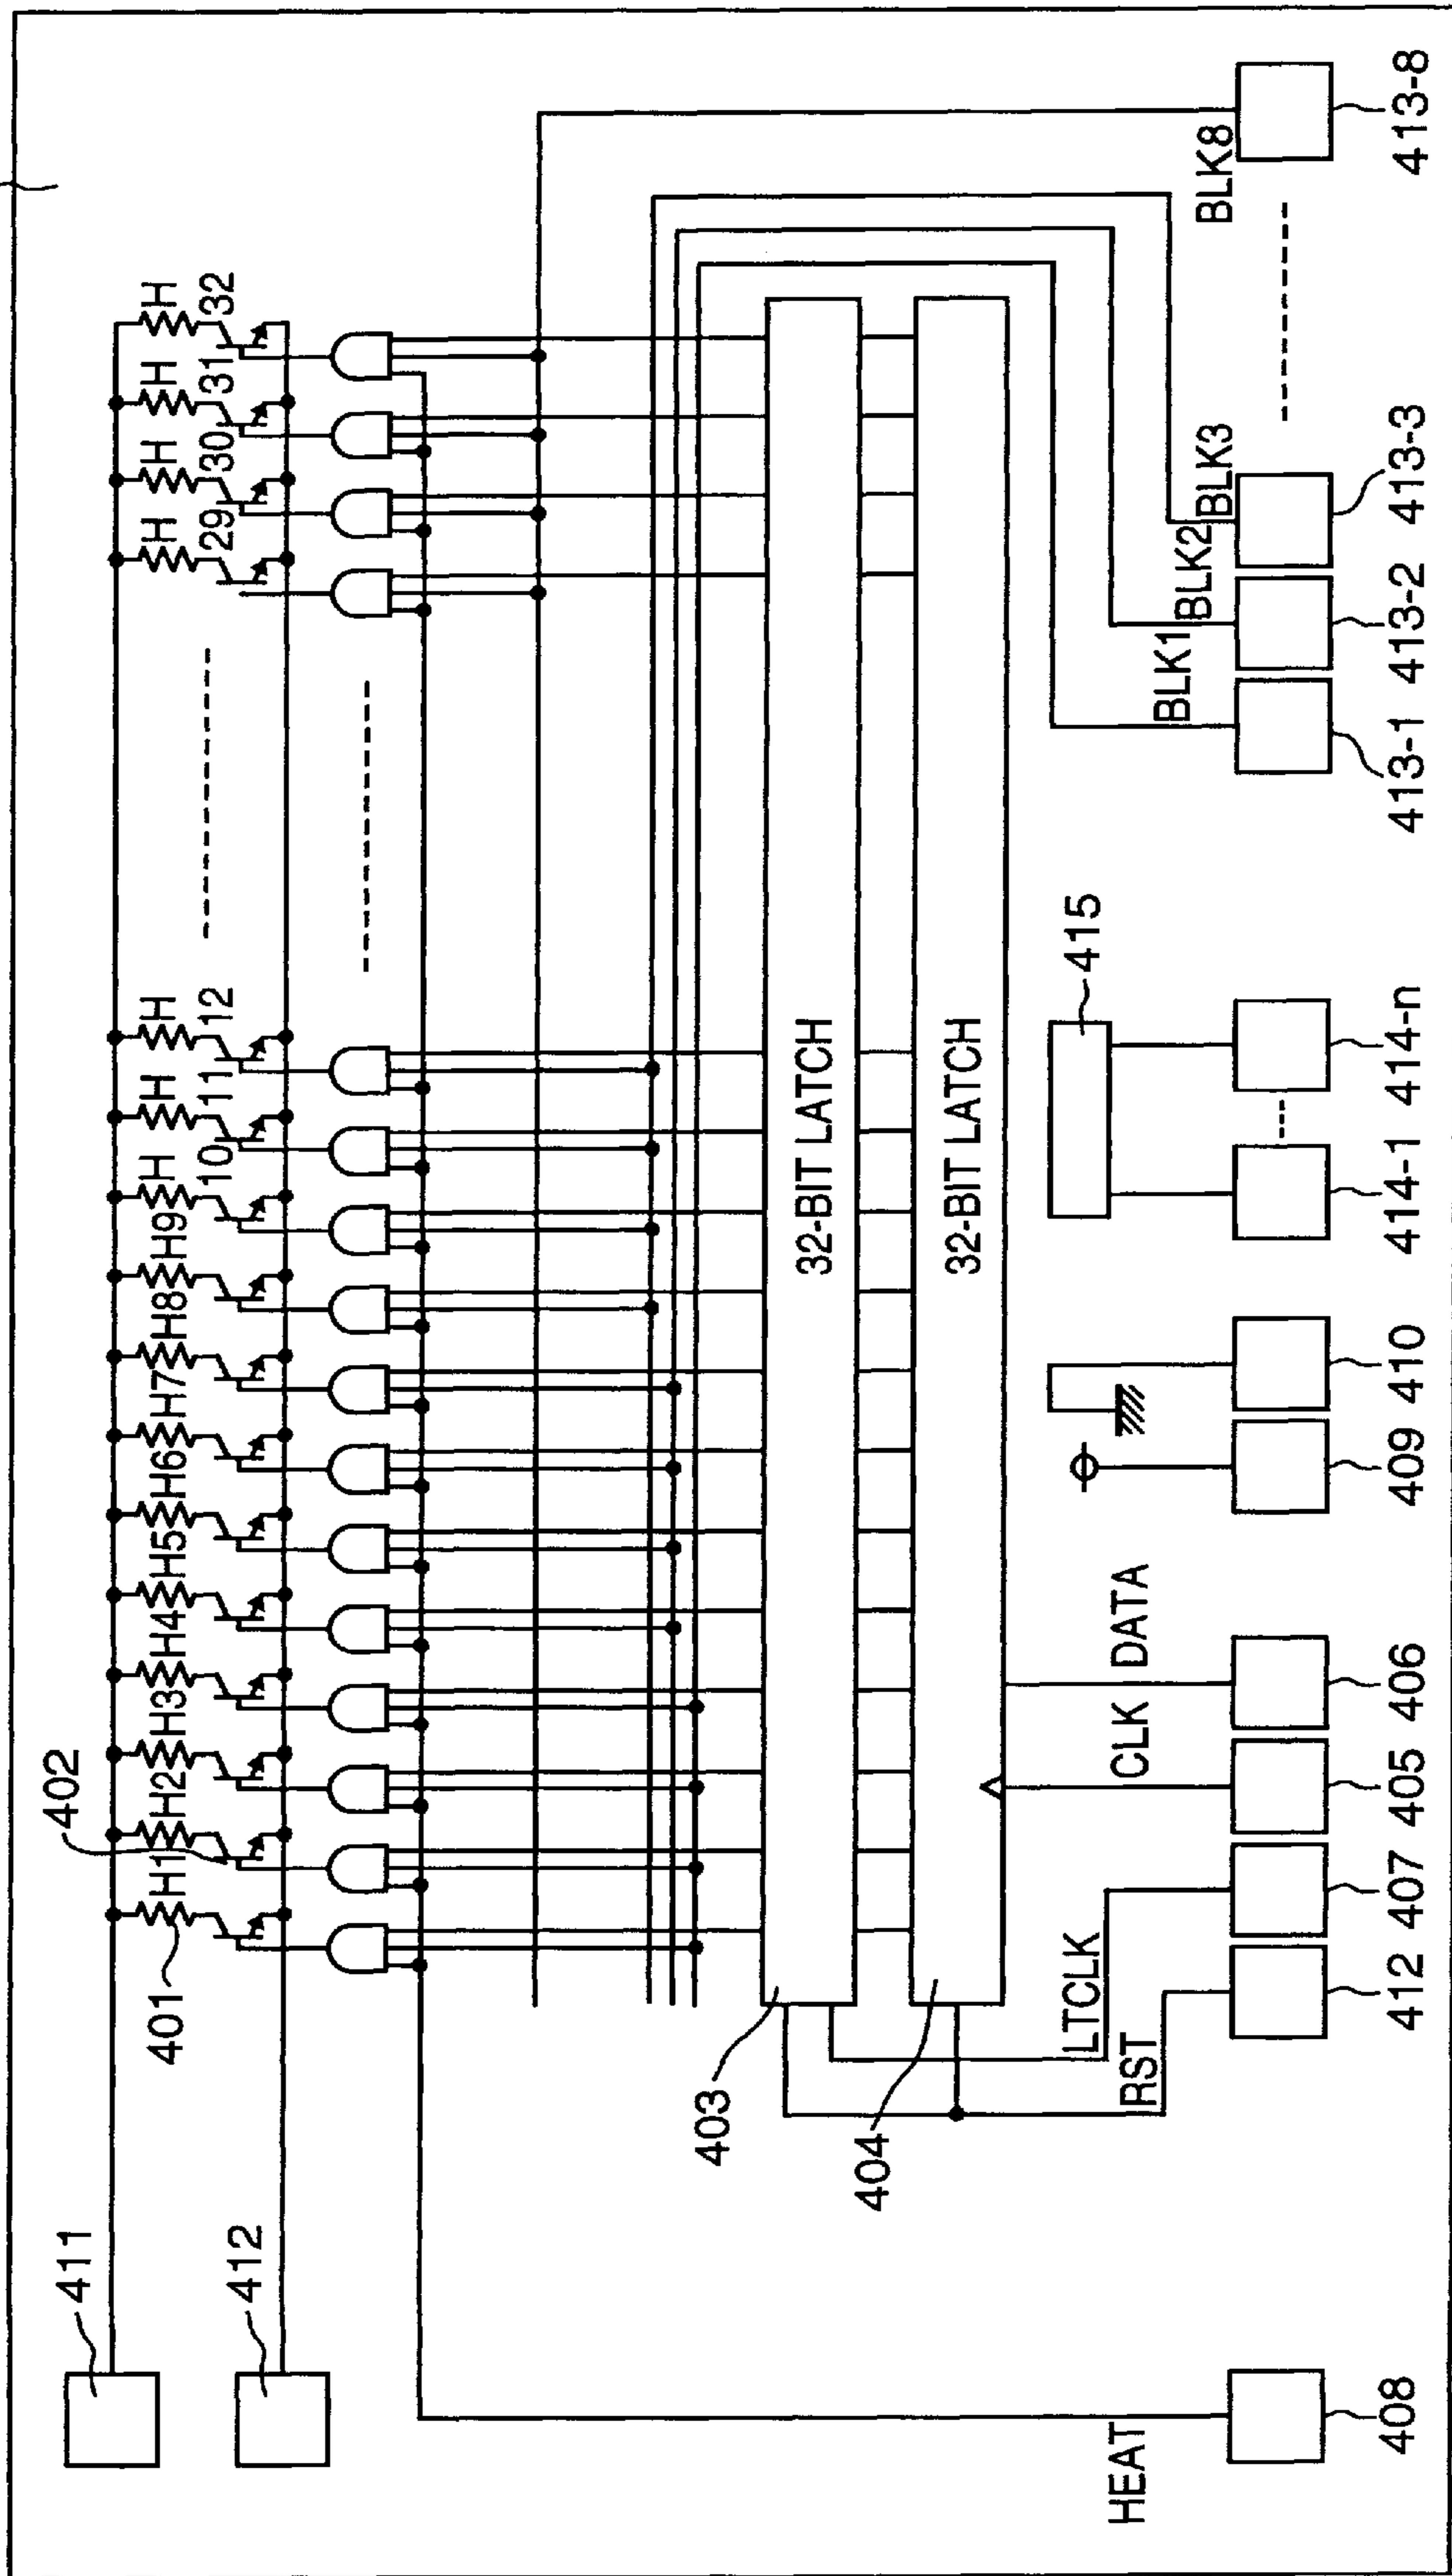 411
412
401
402
H1
H2
H3
H4
H5
H6
H7
H8
H9
H
10
H
11
H
12
H
29
H
30
H
31
H
32
403
32-BIT LATCH
404
32-BIT LATCH
LTCLK
RST
CLK
DATA
HEAT
BLK1
BLK2
BLK3
BLK8
415
408
412
407
405
406
409
410
414-1
414-n
413-1
413-2
413-3
413-8